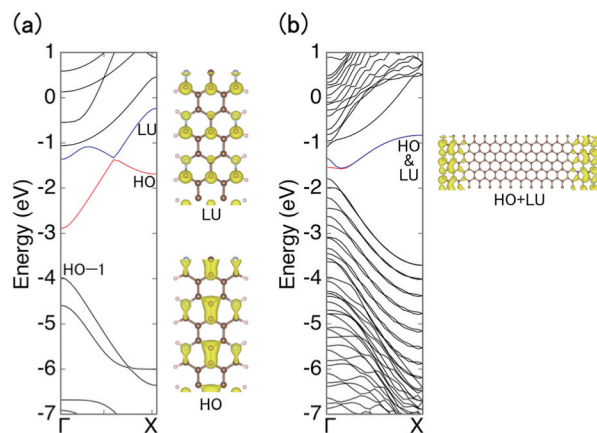 (a)
1
0
-1
-2
-3
-4
-5
-6
-7
Energy (eV)
LU
HO
HO−1
Γ
X
LU
HO
(b)
1
0
-1
-2
-3
-4
-5
-6
-7
Energy (eV)
HO
&
LU
Γ
X
HO+LU